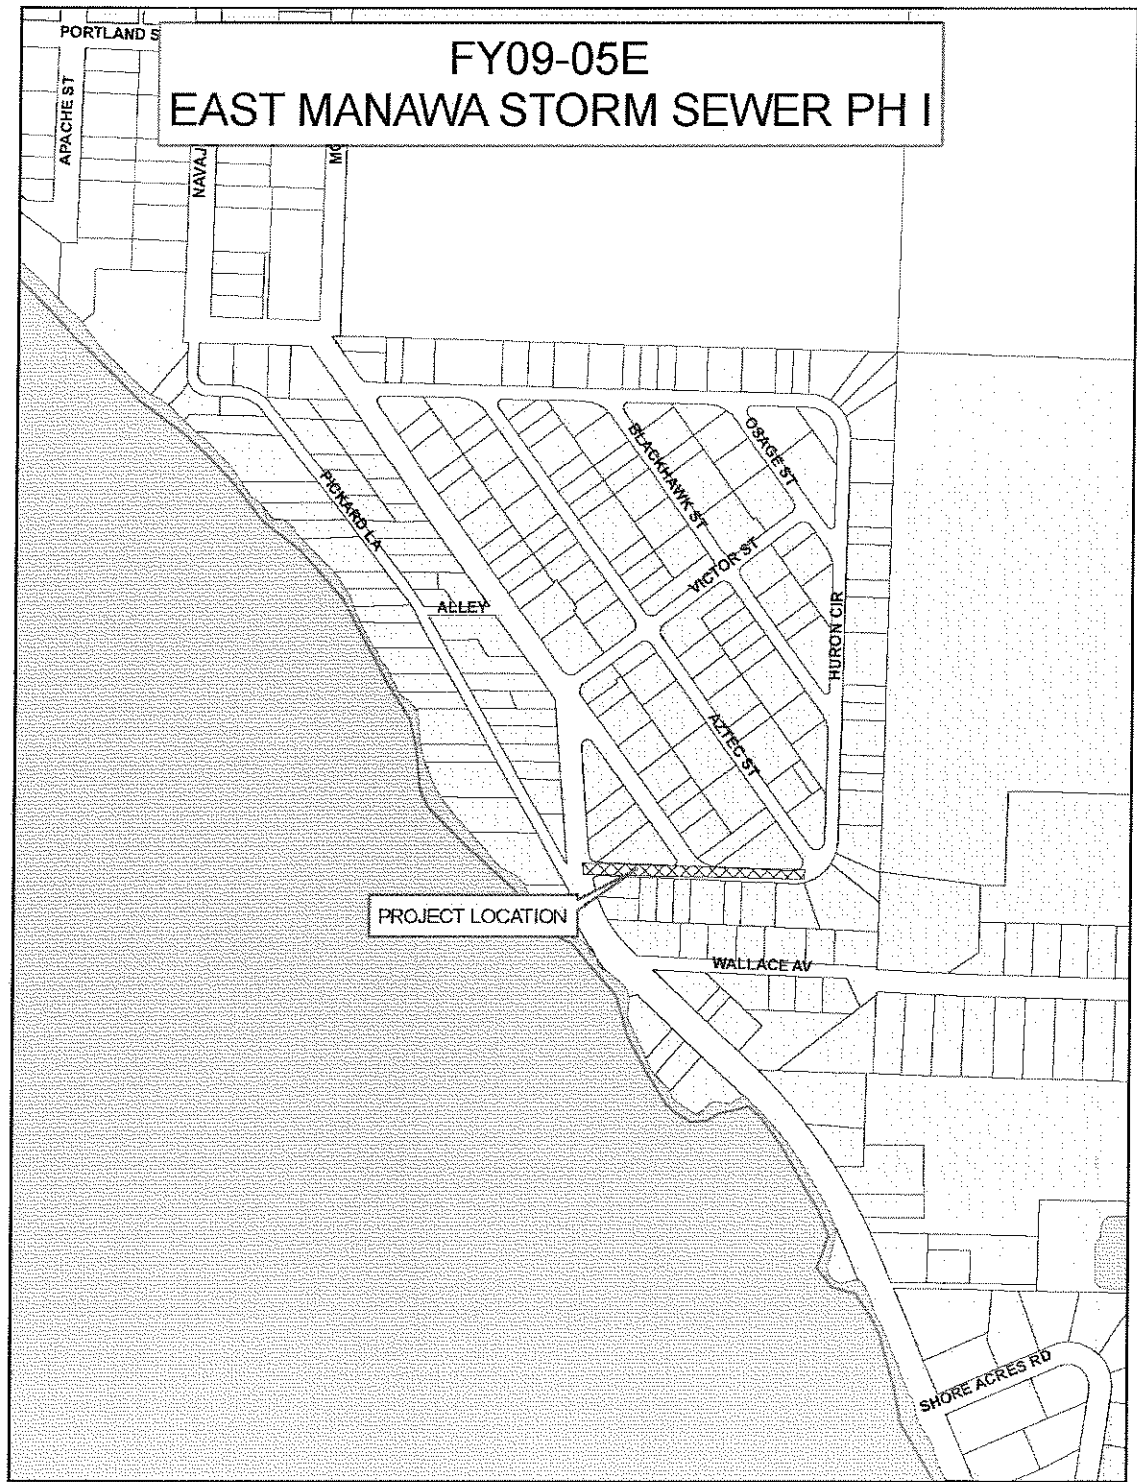 PORTLAND S
FY09-05E
EAST MANAWA STORM SEWER PH I
APACHE ST
NAVAJ
MO
PICKARD LA
BLACKHAWK ST
OSAGE ST
VICTOR ST
ALLEY
HURON CIR
AZTEC ST
PROJECT LOCATION
WALLACE AV
SHORE ACRES RD